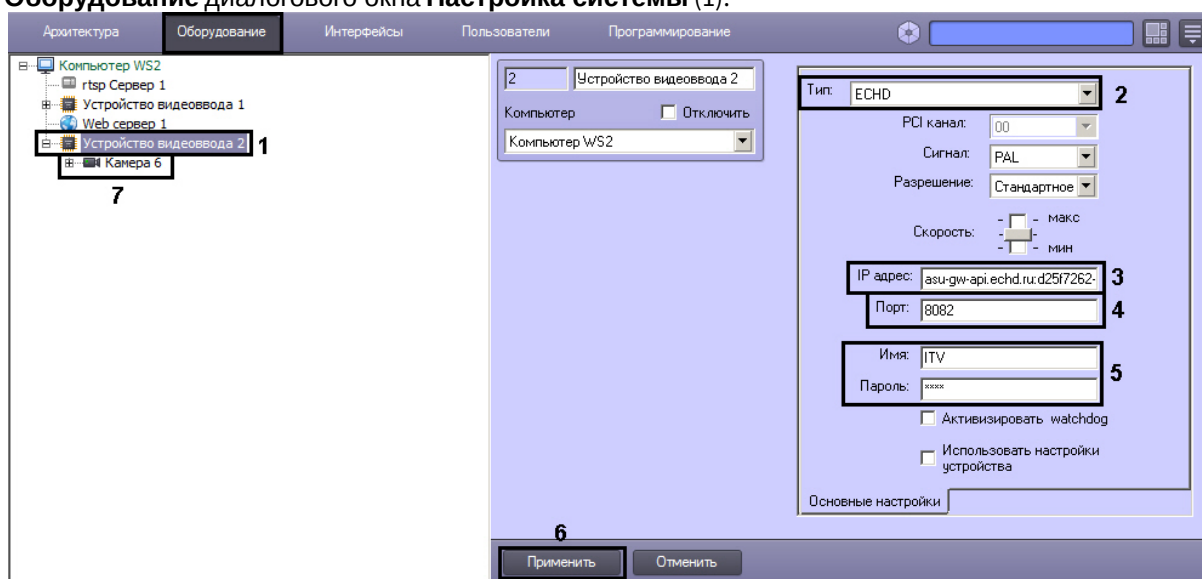 Оборудование диалогового окна Настройка системы (1).
Архитектура Оборудование Интерфейсы Пользователи Программирование
Компьютер WS2
rtsp Сервер 1
Устройство видеоввода 1
Web сервер 1
Устройство видеоввода 2 1
Камера 6
7
2 Устройство видеоввода 2
Компьютер Отключить
Компьютер WS2
Тип: ECHD 2
PCI канал: 00
Сигнал: PAL
Разрешение: Стандартное
Скорость: макс
мин
IP адрес: asu-gw-api.echd.ru:d25f7262- 3
Порт: 8082 4
Имя: ITV
Пароль: ×××× 5
Активизировать watchdog
Использовать настройки
устройства
Основные настройки
6
Применить Отменить